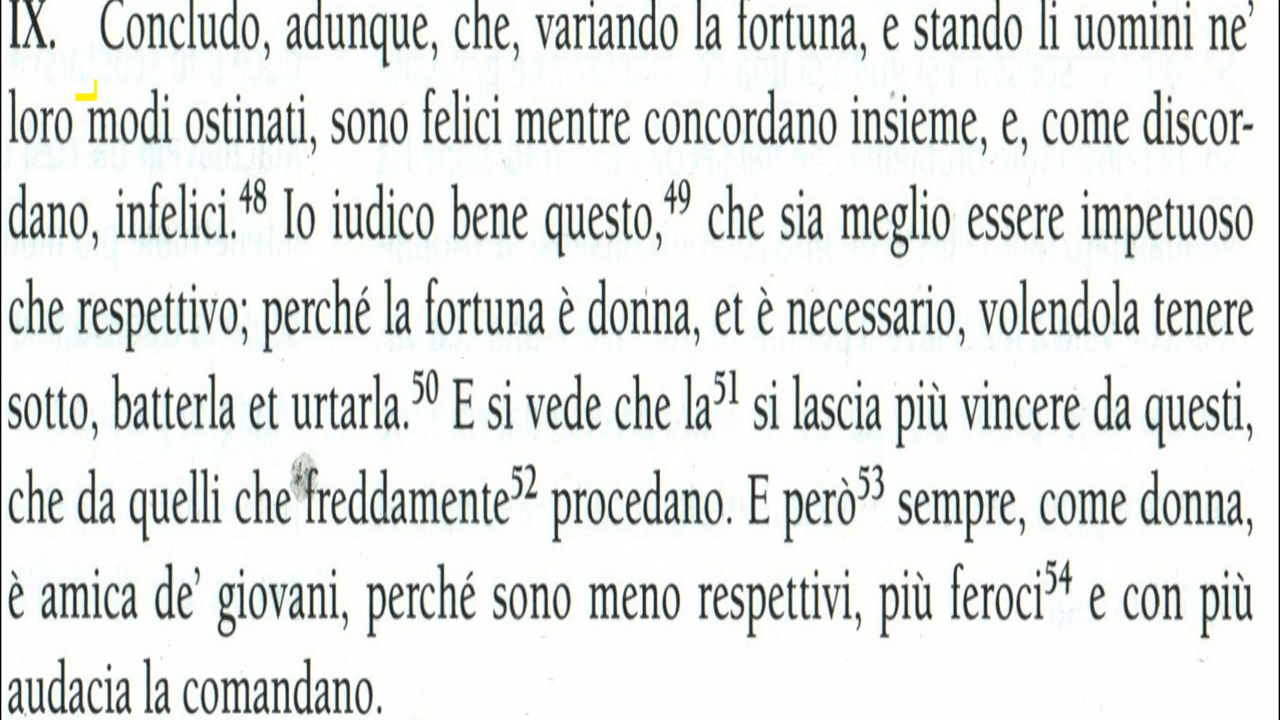 IX. Concludo, adunque, che, variando la fortuna, e stando li uomini ne'
loro modi ostinati, sono felici mentre concordano insieme, e, come discor-
dano, infelici.48 Io iudico bene questo,49 che sia meglio essere impetuoso
che respettivo; perché la fortuna è donna, et è necessario, volendola tenere
sotto, batterla et urtarla.50 E si vede che la51 si lascia più vincere da questi,
che da quelli che freddamente52 procedano. E però53 sempre, come donna,
è amica de' giovani, perché sono meno respettivi, più feroci54 e con più
audacia la comandano.